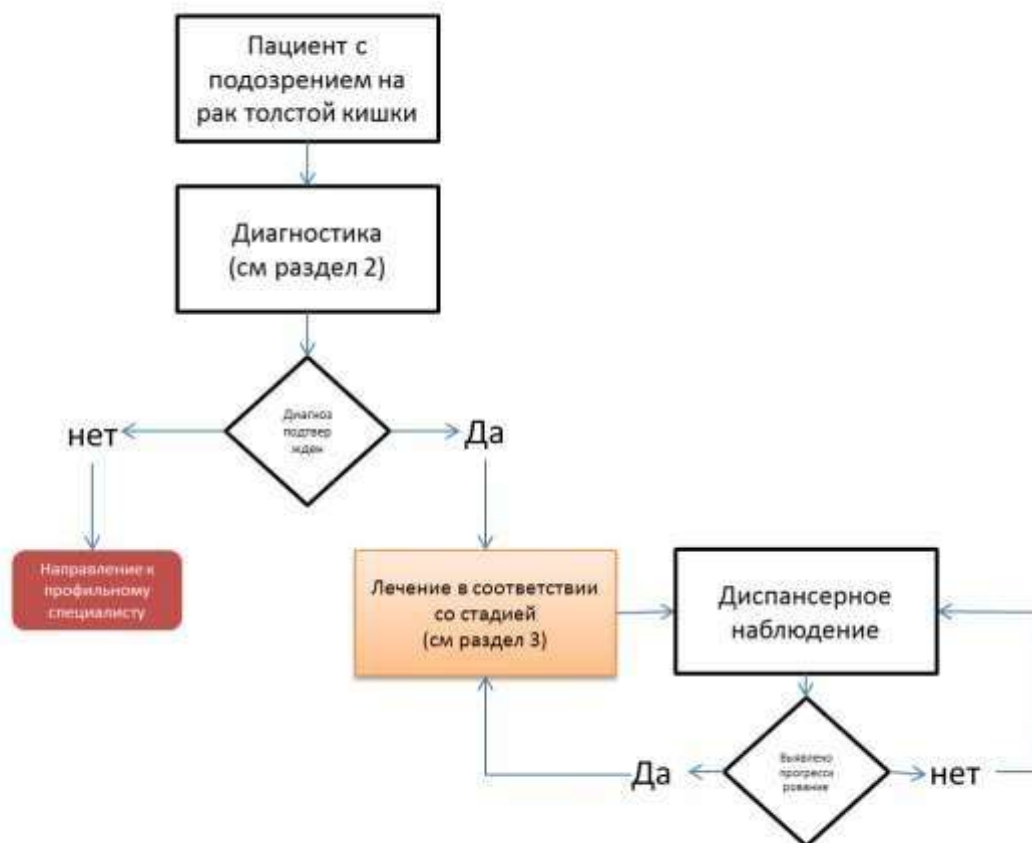 Пациент с
подозрением на
рак толстой кишки
Диагностика
(см раздел 2)
Диагноз
подтвер
жден
нет
Да
Направление к
профильному
специалисту
Лечение в соответствии
со стадией
(см раздел 3)
Диспансерное
наблюдение
Выявлено
прогресси
рование
Да
нет